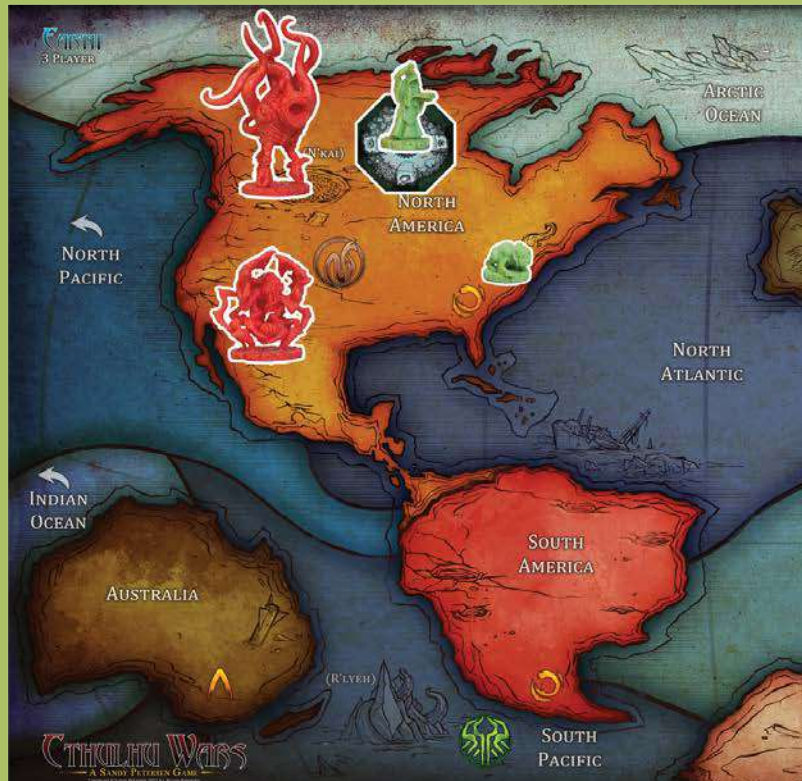 EARTH
3 PLAYER
ARCTIC
OCEAN
(N'KAI)
NORTH
AMERICA
NORTH
PACIFIC
NORTH
ATLANTIC
INDIAN
OCEAN
SOUTH
AMERICA
AUSTRALIA
(R'LYEH)
SOUTH
PACIFIC
CTHULHU WARS
A SANDY PETERSEN GAME